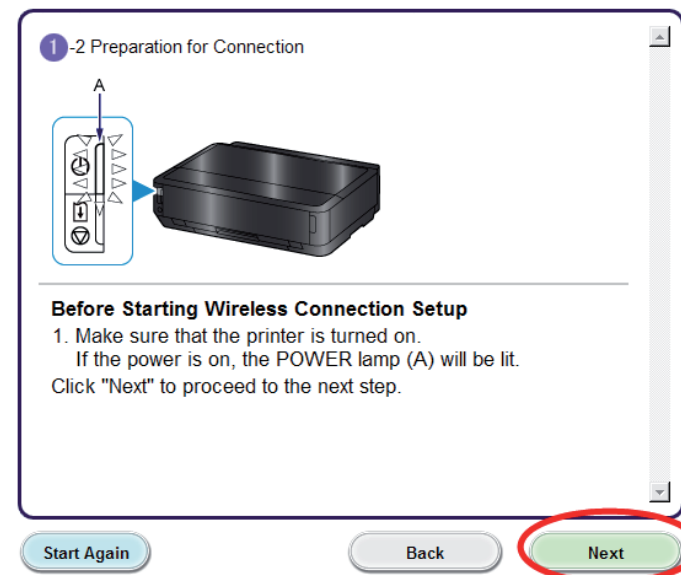 1 -2 Preparation for Connection
A
Before Starting Wireless Connection Setup
1. Make sure that the printer is turned on.
If the power is on, the POWER lamp (A) will be lit.
Click "Next" to proceed to the next step.
Start Again
Back
Next